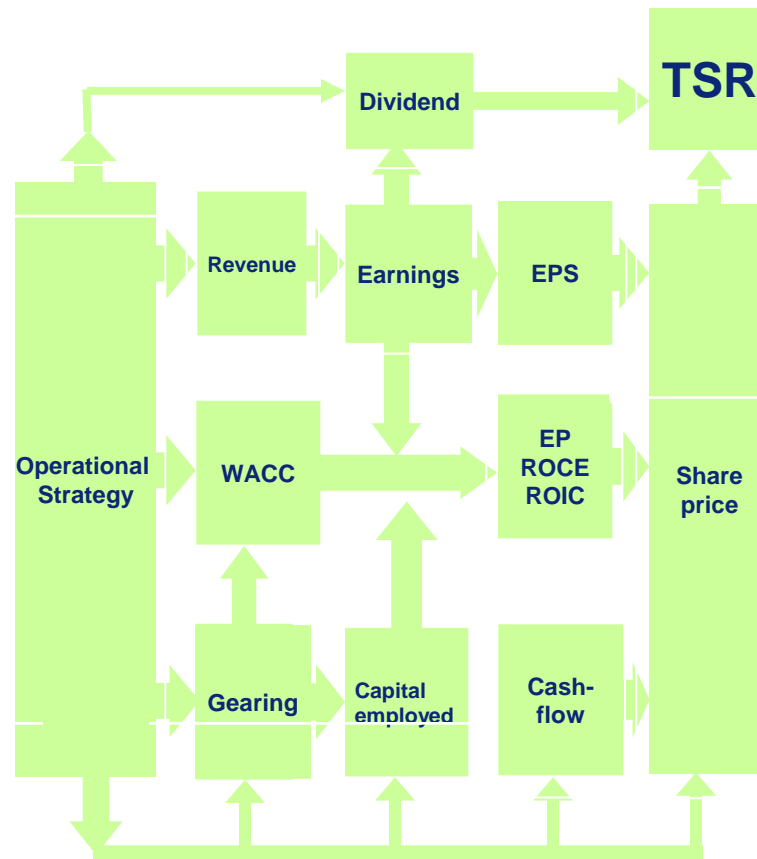 TSR
Dividend
Revenue
Earnings
EPS
Operational
Strategy
WACC
EP
ROCE
ROIC
Share
price
Gearing
Capital
employed
Cash-
flow